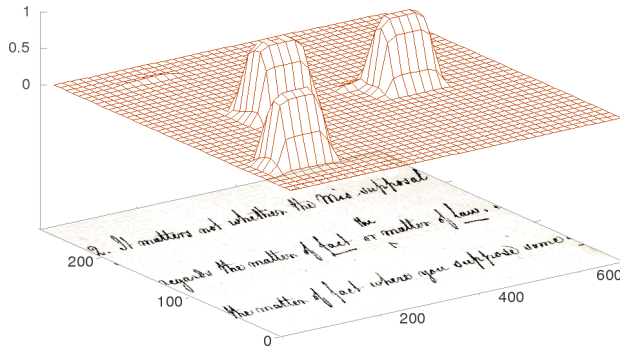 1
0.5
0
2. It matters not whether the Mis-supposal
the
regards the matter of fact or matter of law.
the matter of fact where you suppose some
200
100
0
200
400
600